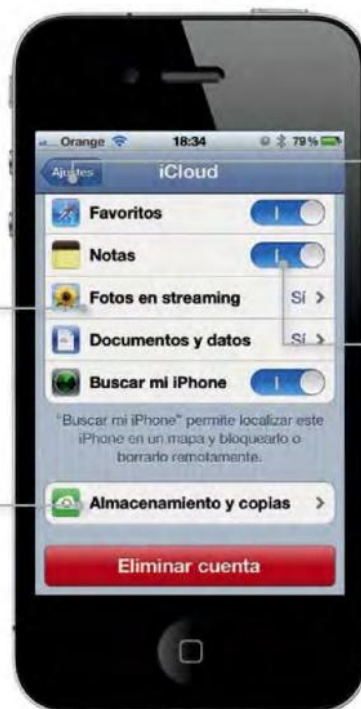 Orange 18:34 79%
Ajustes iCloud
Favoritos
Notas
Fotos en streaming Sí
Documentos y datos Sí
Buscar mi iPhone
"Buscar mi iPhone" permite localizar este
iPhone en un mapa y bloquearlo o
borrarlo remotamente.
Almacenamiento y copias
Eliminar cuenta